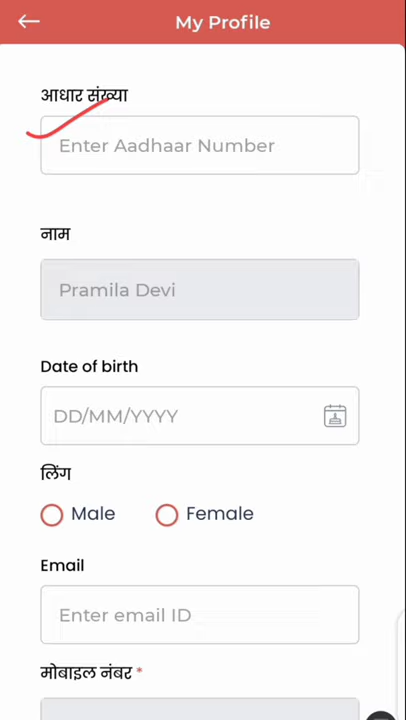 My Profile
आधार संख्या
Enter Aadhaar Number
नाम
Pramila Devi
Date of birth
DD/MM/YYYY
लिंग
Male Female
Email
Enter email ID
मोबाइल नंबर *